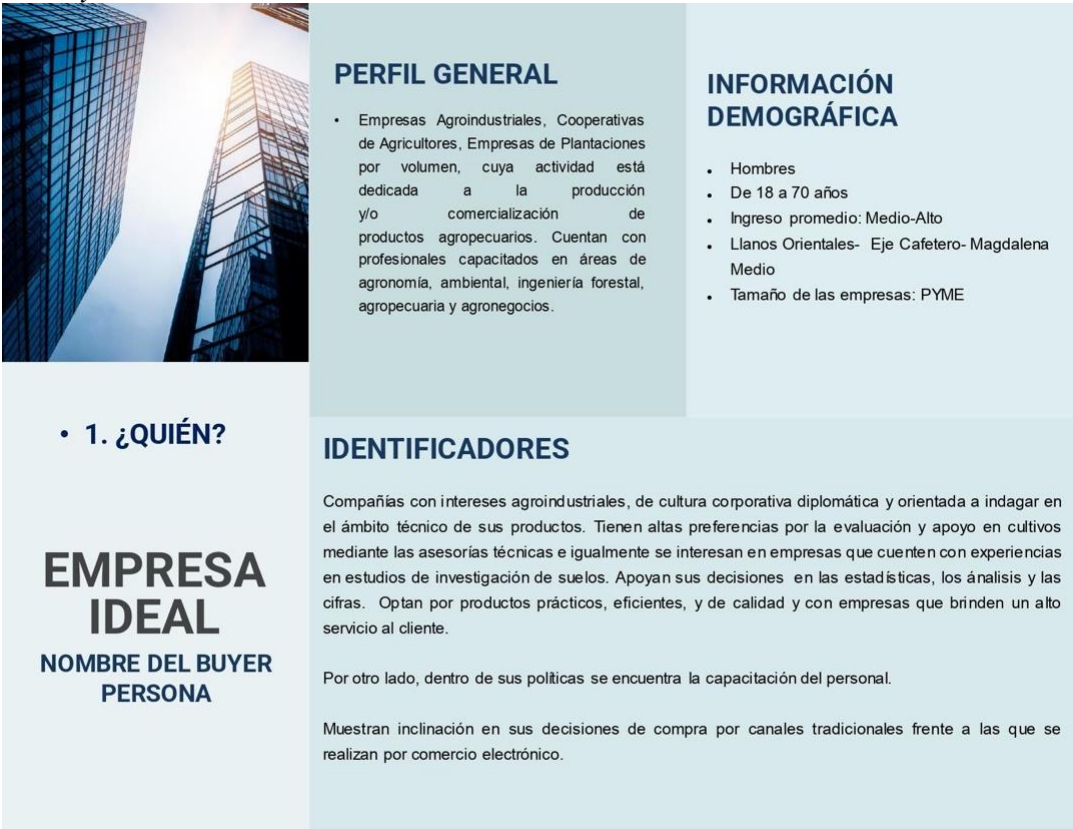 PERFIL GENERAL
• Empresas Agroindustriales, Cooperativas
de Agricultores, Empresas de Plantaciones
por volumen, cuya actividad está
dedicada a la producción
y/o comercialización de
productos agropecuarios. Cuentan con
profesionales capacitados en áreas de
agronomía, ambiental, ingeniería forestal,
agropecuaria y agronegocios.
INFORMACIÓN
DEMOGRÁFICA
• Hombres
• De 18 a 70 años
• Ingreso promedio: Medio-Alto
• Llanos Orientales- Eje Cafetero- Magdalena
Medio
• Tamaño de las empresas: PYME
• 1. ¿QUIÉN?
EMPRESA
IDEAL
NOMBRE DEL BUYER
PERSONA
IDENTIFICADORES
Compañías con intereses agroindustriales, de cultura corporativa diplomática y orientada a indagar en
el ámbito técnico de sus productos. Tienen altas preferencias por la evaluación y apoyo en cultivos
mediante las asesorías técnicas e igualmente se interesan en empresas que cuenten con experiencias
en estudios de investigación de suelos. Apoyan sus decisiones en las estadísticas, los ánalisis y las
cifras. Optan por productos prácticos, eficientes, y de calidad y con empresas que brinden un alto
servicio al cliente.
Por otro lado, dentro de sus políticas se encuentra la capacitación del personal.
Muestran inclinación en sus decisiones de compra por canales tradicionales frente a las que se
realizan por comercio electrónico.